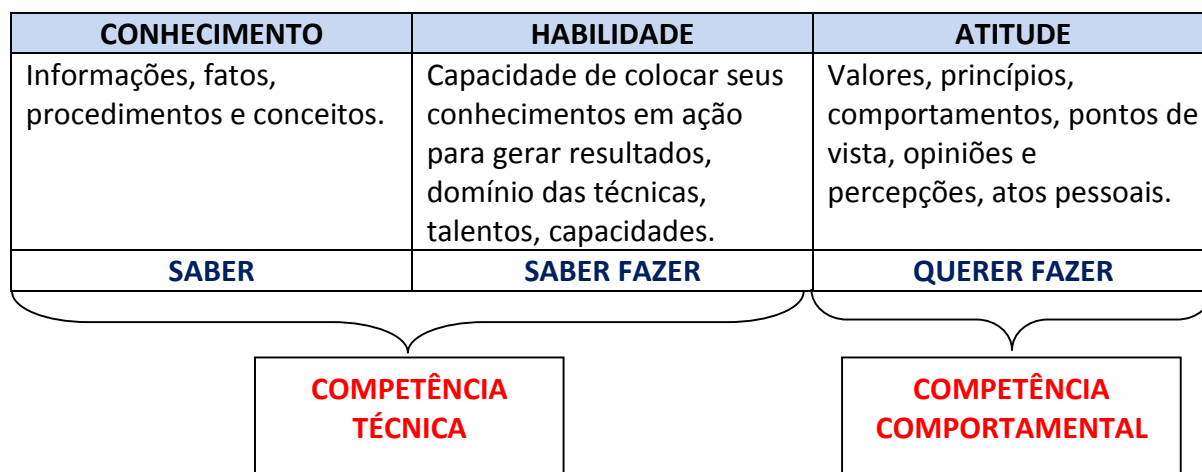 CONHECIMENTO
HABILIDADE
ATITUDE
Informações, fatos,
procedimentos e conceitos.
Capacidade de colocar seus
conhecimentos em ação
para gerar resultados,
domínio das técnicas,
talentos, capacidades.
Valores, princípios,
comportamentos, pontos de
vista, opiniões e
percepções, atos pessoais.
SABER
SABER FAZER
QUERER FAZER
COMPETÊNCIA
TÉCNICA
COMPETÊNCIA
COMPORTAMENTAL